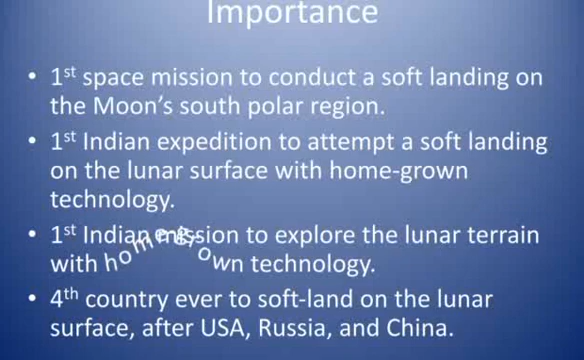 Importance
• 1st space mission to conduct a soft landing on
the Moon's south polar region.
• 1st Indian expedition to attempt a soft landing
on the lunar surface with home-grown
technology.
• 1st Indian mission to explore the lunar terrain
with homegrown technology.
• 4th country ever to soft-land on the lunar
surface, after USA, Russia, and China.